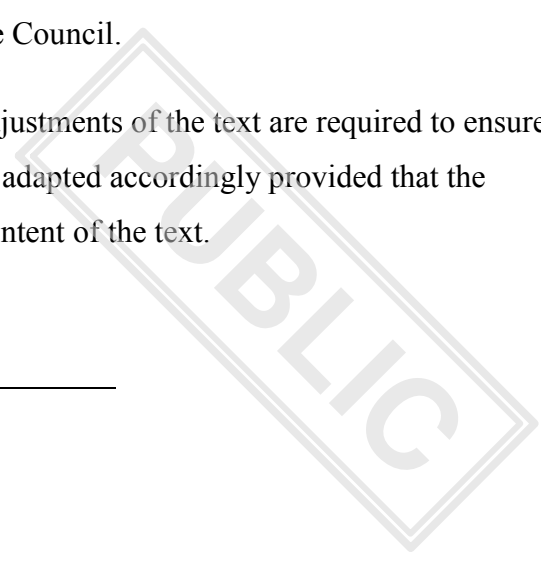 Council.
justments of the text are required to ensure
adapted accordingly provided that the
ntent of the text.
PUBLIC